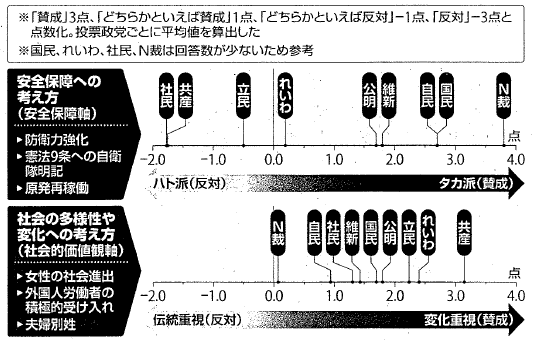 ※「賛成」3点、「どちらかといえば賛成」1点、「どちらかといえば反対」−1点、「反対」−3点と
点数化。投票政党ごとに平均値を算出した
※国民、れいわ、社民、N裁は回答数が少ないため参考
安全保障への
考え方
(安全保障軸)
▶防衛力強化
▶憲法9条への自衛
隊明記
▶原発再稼働
社民 共産 立民 れいわ 公明 維新 自民 国民 N裁
点
−2.0 −1.0 0.0 1.0 2.0 3.0 4.0
ハト派(反対) タカ派(賛成)
社会の多様性や
変化への考え方
(社会的価値観軸)
▶女性の社会進出
▶外国人労働者の
積極的受け入れ
▶夫婦別姓
N裁 自民 社民 維新 国民 公明 立民 れいわ 共産
点
−2.0 −1.0 0.0 1.0 2.0 3.0 4.0
伝統重視(反対) 変化重視(賛成)